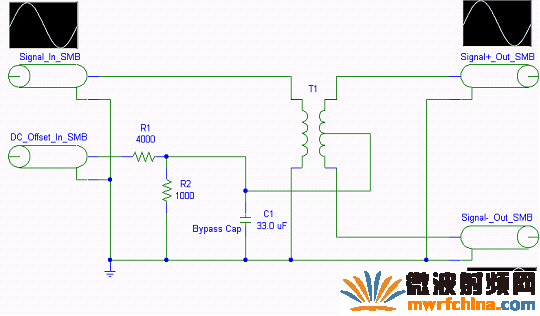 Signal_In_SMB
Signal+_Out_SMB
T1
DC_Offset_In_SMB
R1
4000
R2
1000
C1
33.0 uF
Bypass Cap
Signal-_Out_SMB
微波射频网
mwrfchina.com